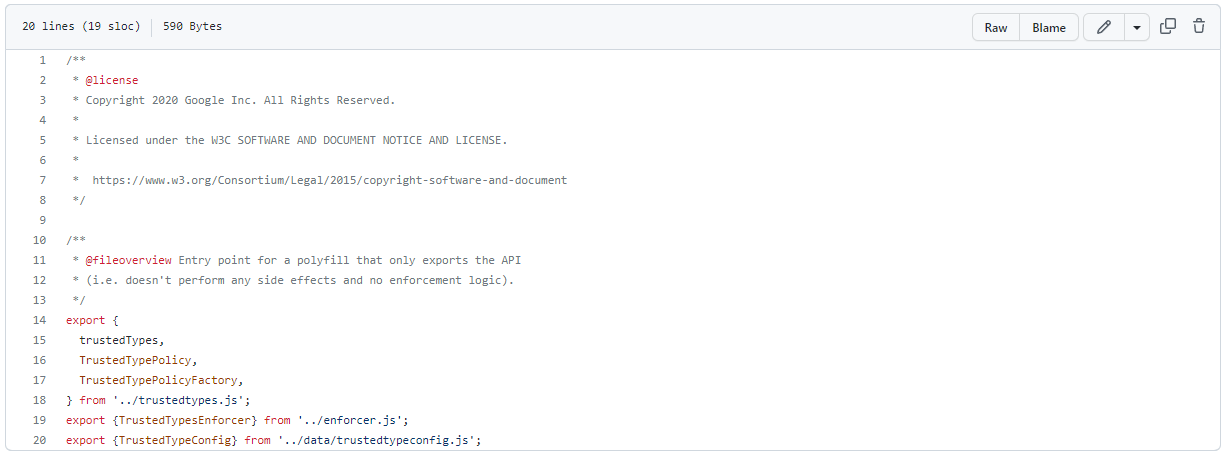 20 lines (19 sloc) 590 Bytes Raw Blame
1 /**
2 * @license
3 * Copyright 2020 Google Inc. All Rights Reserved.
4 *
5 * Licensed under the W3C SOFTWARE AND DOCUMENT NOTICE AND LICENSE.
6 *
7 *  https://www.w3.org/Consortium/Legal/2015/copyright-software-and-document
8 */
9
10 /**
11 * @fileoverview Entry point for a polyfill that only exports the API
12 * (i.e. doesn't perform any side effects and no enforcement logic).
13 */
14 export {
15   trustedTypes,
16   TrustedTypePolicy,
17   TrustedTypePolicyFactory,
18 } from '../trustedtypes.js';
19 export {TrustedTypesEnforcer} from '../enforcer.js';
20 export {TrustedTypeConfig} from '../data/trustedtypeconfig.js';